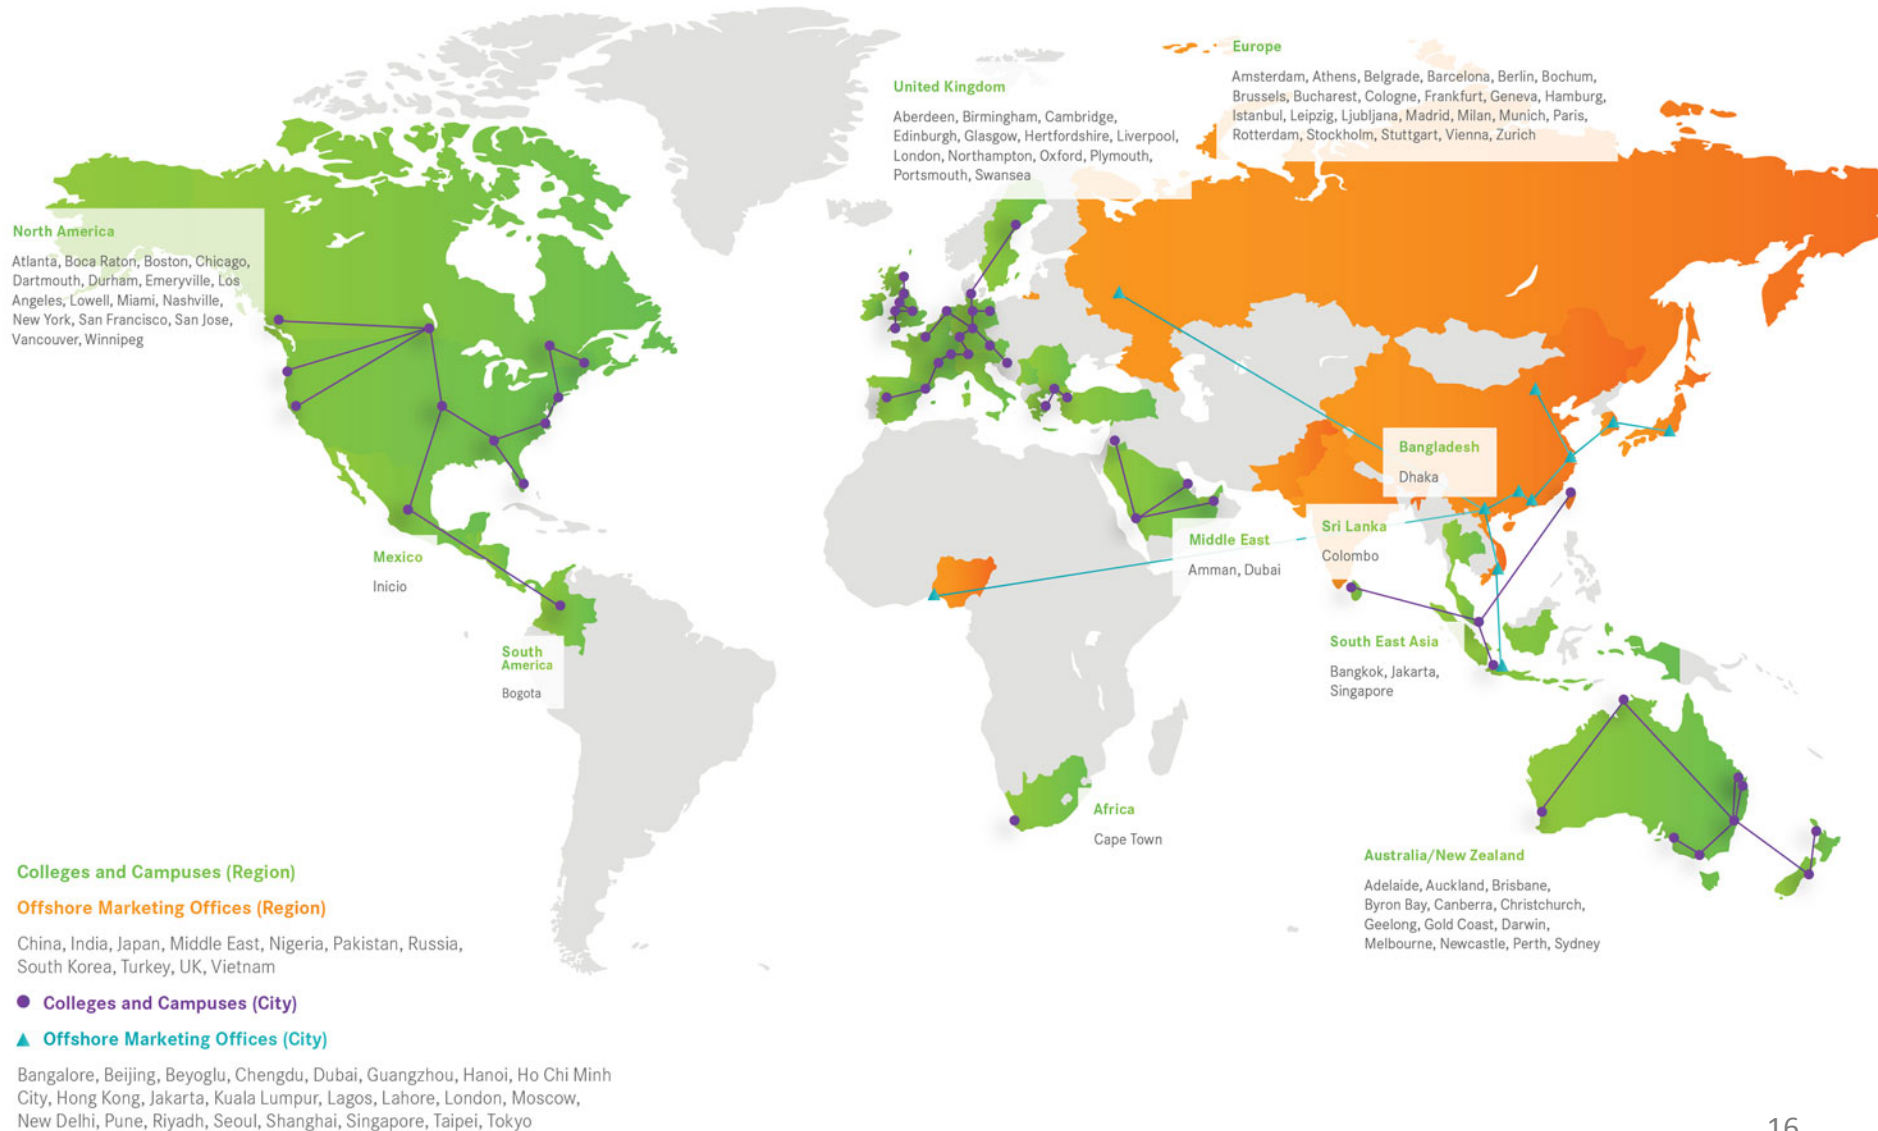 Europe
Amsterdam, Athens, Belgrade, Barcelona, Berlin, Bochum,
Brussels, Bucharest, Cologne, Frankfurt, Geneva, Hamburg,
Istanbul, Leipzig, Ljubljana, Madrid, Milan, Munich, Paris,
Rotterdam, Stockholm, Stuttgart, Vienna, Zurich
United Kingdom
Aberdeen, Birmingham, Cambridge,
Edinburgh, Glasgow, Hertfordshire, Liverpool,
London, Northampton, Oxford, Plymouth,
Portsmouth, Swansea
North America
Atlanta, Boca Raton, Boston, Chicago,
Dartmouth, Durham, Emeryville, Los
Angeles, Lowell, Miami, Nashville,
New York, San Francisco, San Jose,
Vancouver, Winnipeg
Bangladesh
Dhaka
Sri Lanka
Colombo
Middle East
Amman, Dubai
Mexico
Inicio
South
America
Bogota
South East Asia
Bangkok, Jakarta,
Singapore
Africa
Cape Town
Australia/New Zealand
Adelaide, Auckland, Brisbane,
Byron Bay, Canberra, Christchurch,
Geelong, Gold Coast, Darwin,
Melbourne, Newcastle, Perth, Sydney
Colleges and Campuses (Region)
Offshore Marketing Offices (Region)
China, India, Japan, Middle East, Nigeria, Pakistan, Russia,
South Korea, Turkey, UK, Vietnam
Colleges and Campuses (City)
Offshore Marketing Offices (City)
Bangalore, Beijing, Beyoglu, Chengdu, Dubai, Guangzhou, Hanoi, Ho Chi Minh
City, Hong Kong, Jakarta, Kuala Lumpur, Lagos, Lahore, London, Moscow,
New Delhi, Pune, Riyadh, Seoul, Shanghai, Singapore, Taipei, Tokyo
16